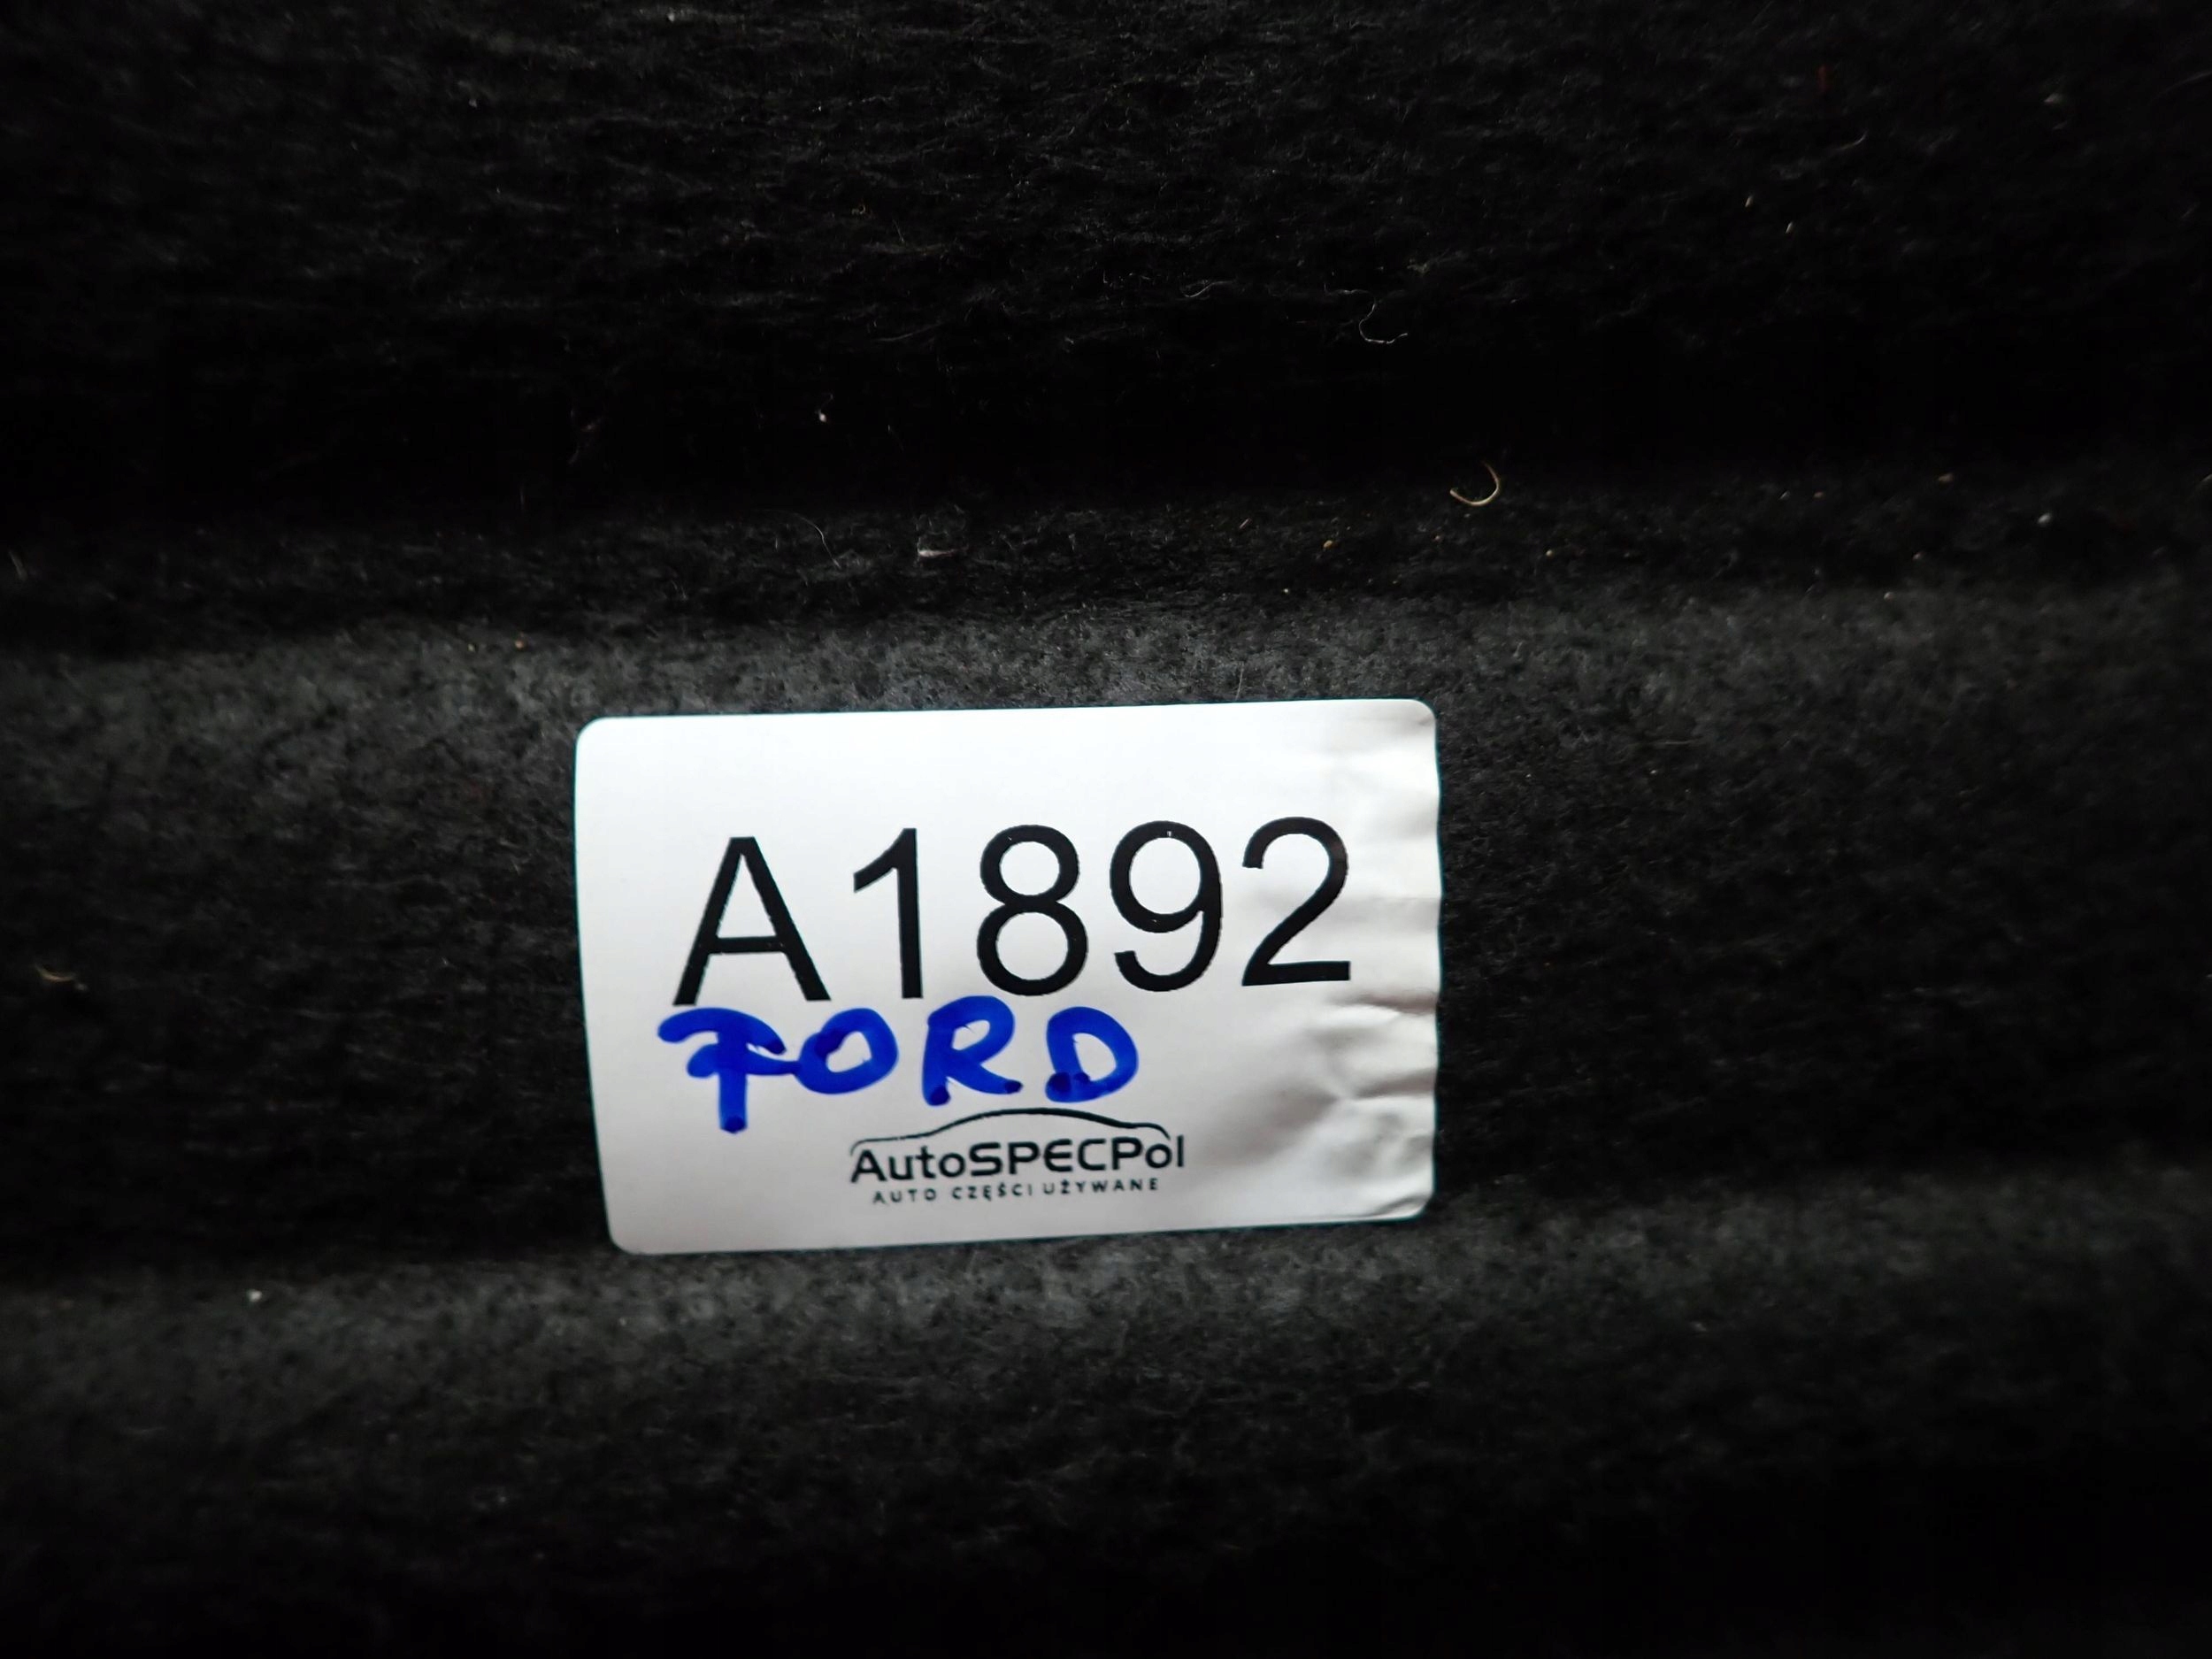 A1892
FORD
AutoSPECPol
AUTO CZĘŚCI UŻYWANE